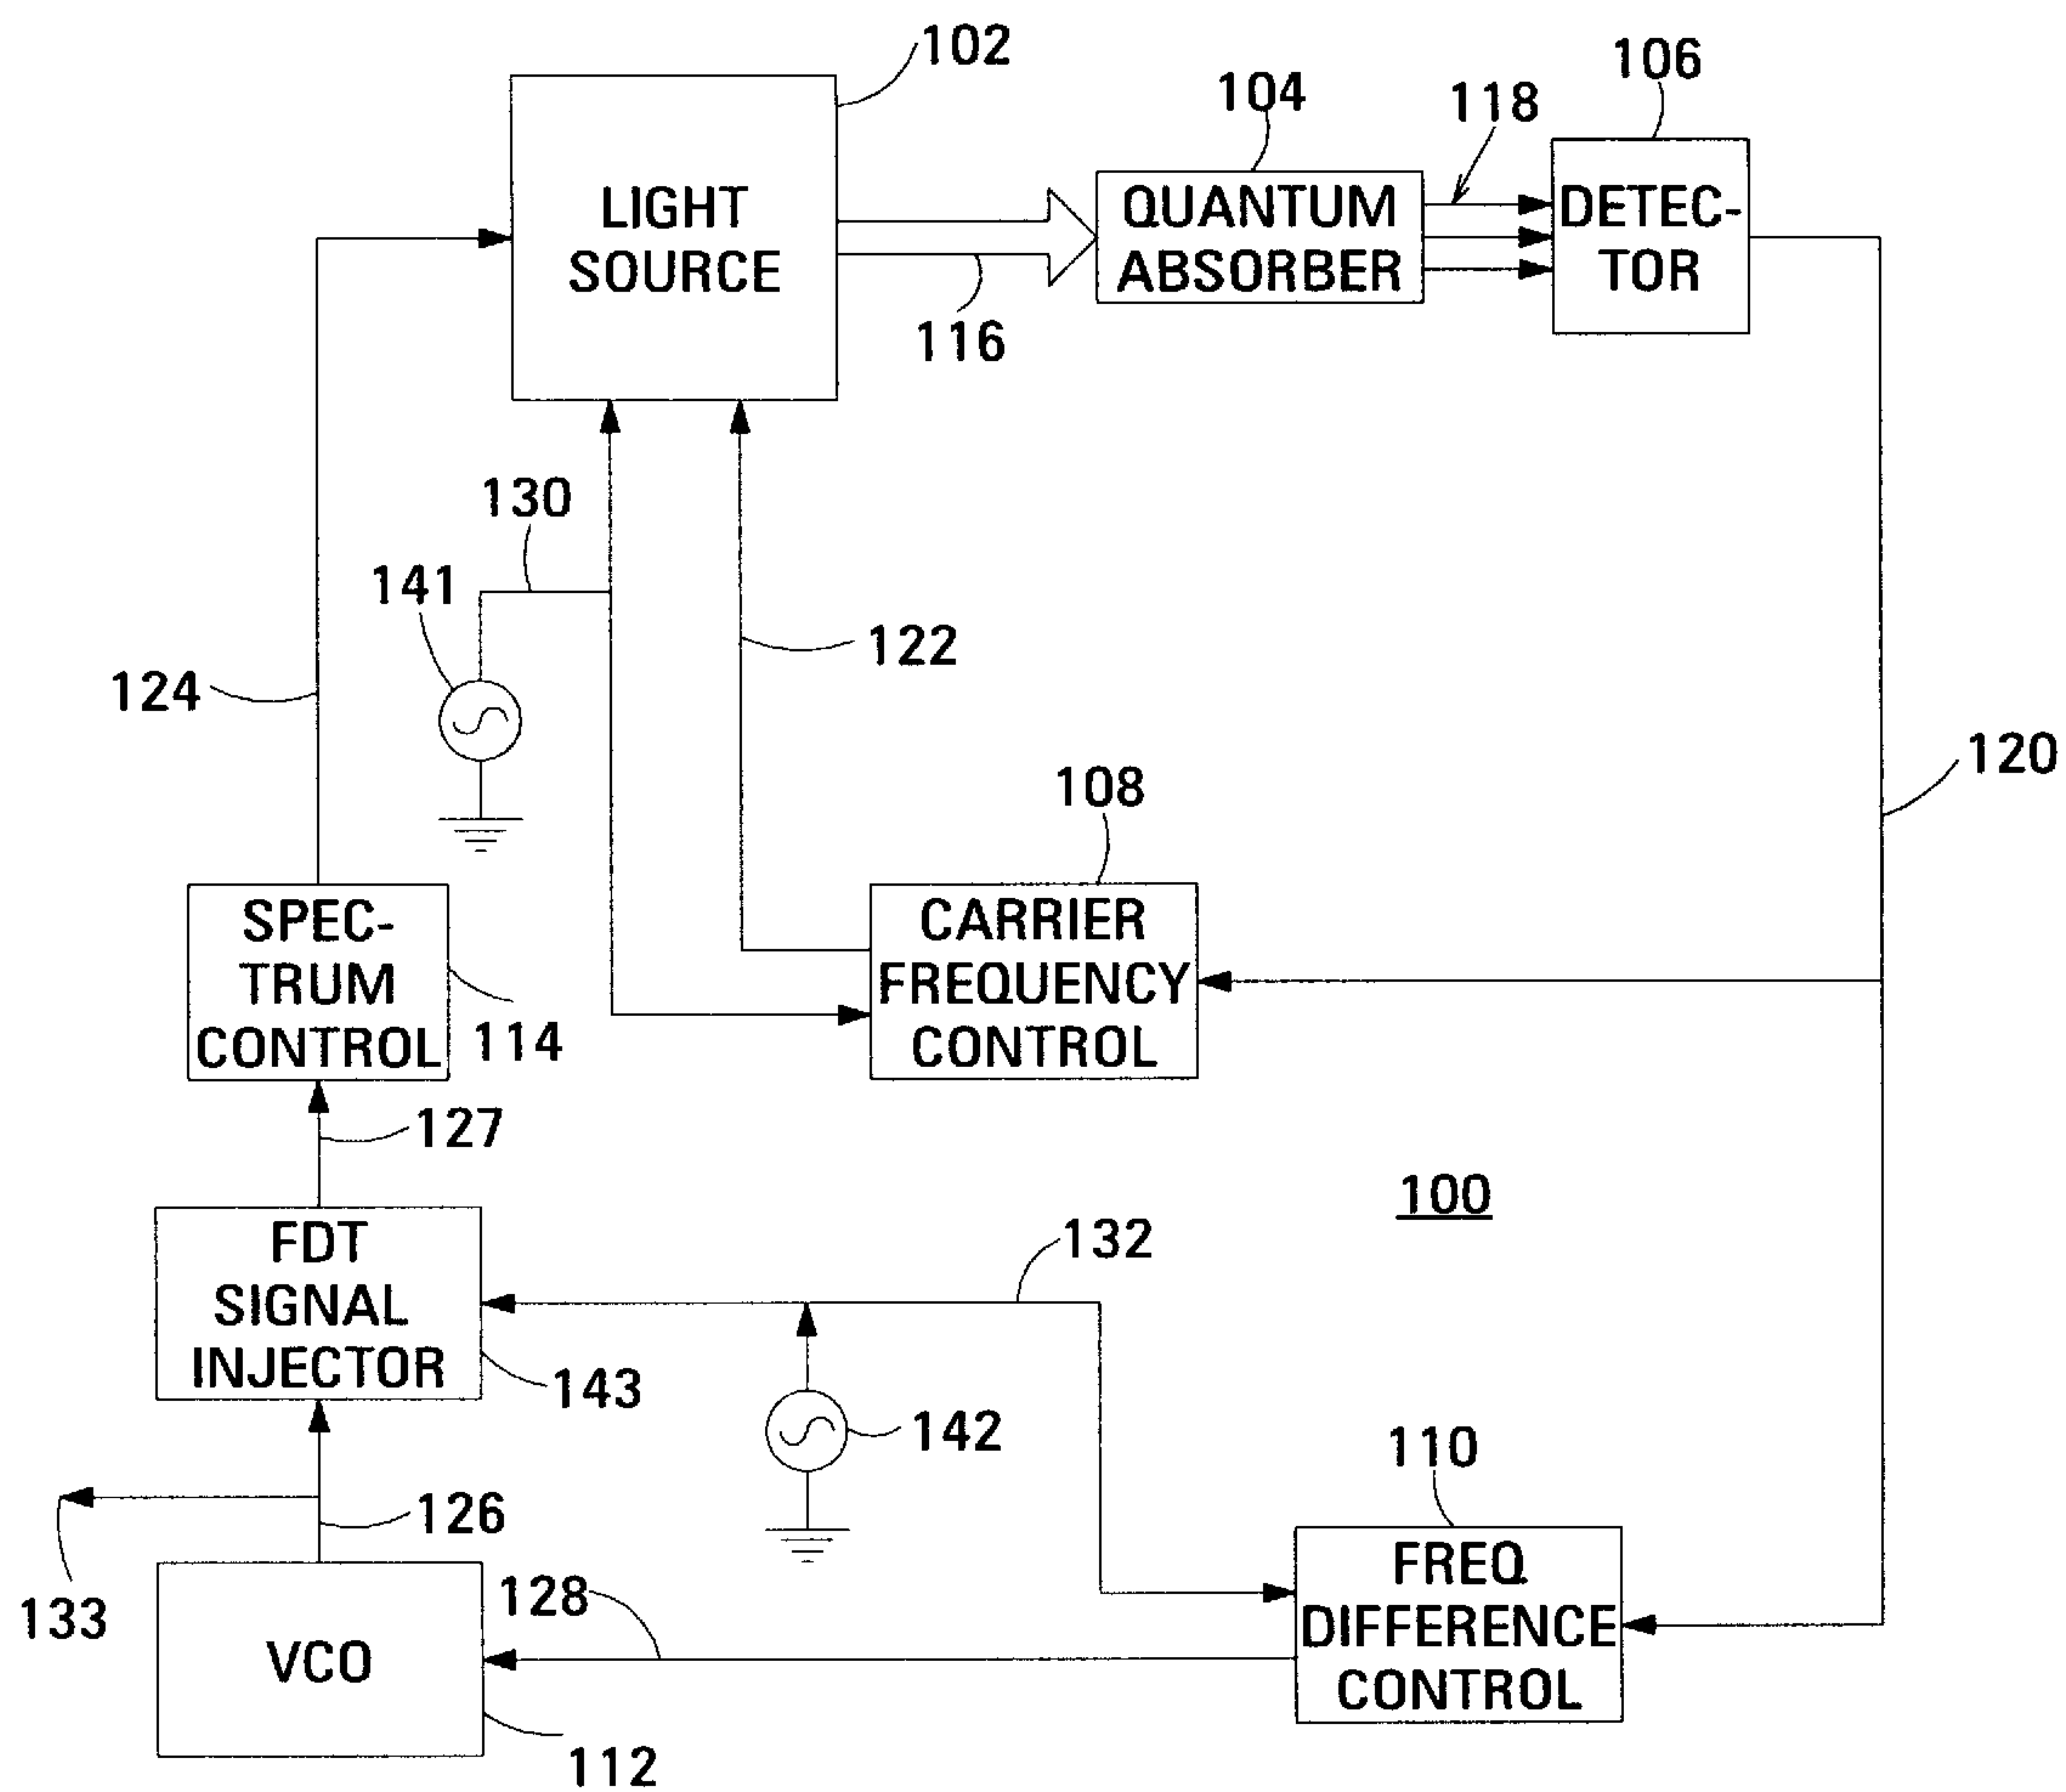 102
106
104
118
LIGHT
SOURCE
QUANTUM
ABSORBER
DETEC-
TOR
116
130
141
122
124
120
108
SPEC-
TRUM
CONTROL
114
CARRIER
FREQUENCY
CONTROL
127
100
FDT
SIGNAL
INJECTOR
132
143
142
110
126
133
128
FREQ
DIFFERENCE
CONTROL
VCO
112